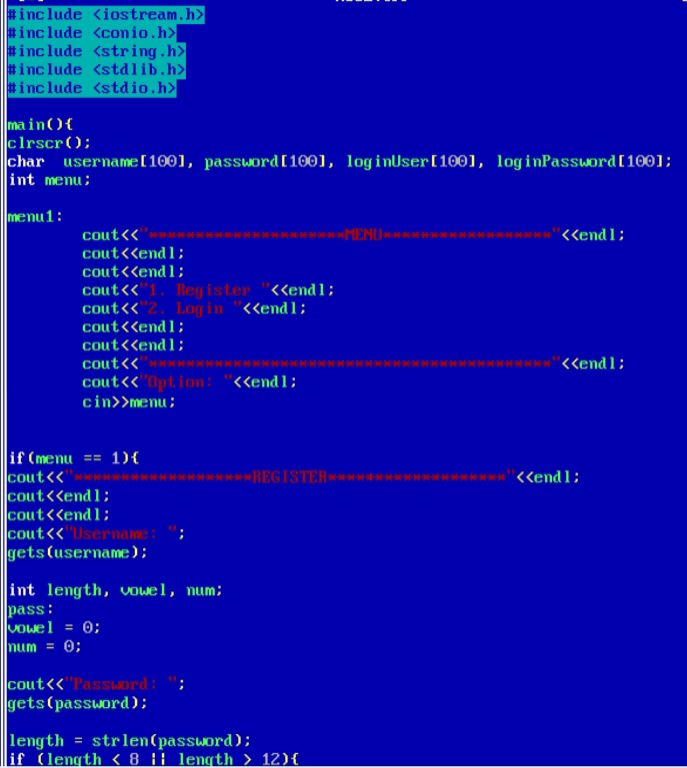 #include <iostream.h>
#include <conio.h>
#include <string.h>
#include <stdlib.h>
#include <stdio.h>
main(){
clrscr();
char  username[100], password[100], loginUser[100], loginPassword[100];
int menu;
menu1:
cout<<"*********************MENU******************"<<endl;
cout<<endl;
cout<<endl;
cout<<"1. Register "<<endl;
cout<<"2. Login "<<endl;
cout<<endl;
cout<<endl;
cout<<"*******************************************"<<endl;
cout<<"Option: "<<endl;
cin>>menu;
if(menu == 1){
cout<<"*******************REGISTER*******************"<<endl;
cout<<endl;
cout<<endl;
cout<<"Username: ";
gets(username);
int length, vowel, num;
pass:
vowel = 0;
num = 0;
cout<<"Password: ";
gets(password);
length = strlen(password);
if (length < 8 || length > 12){